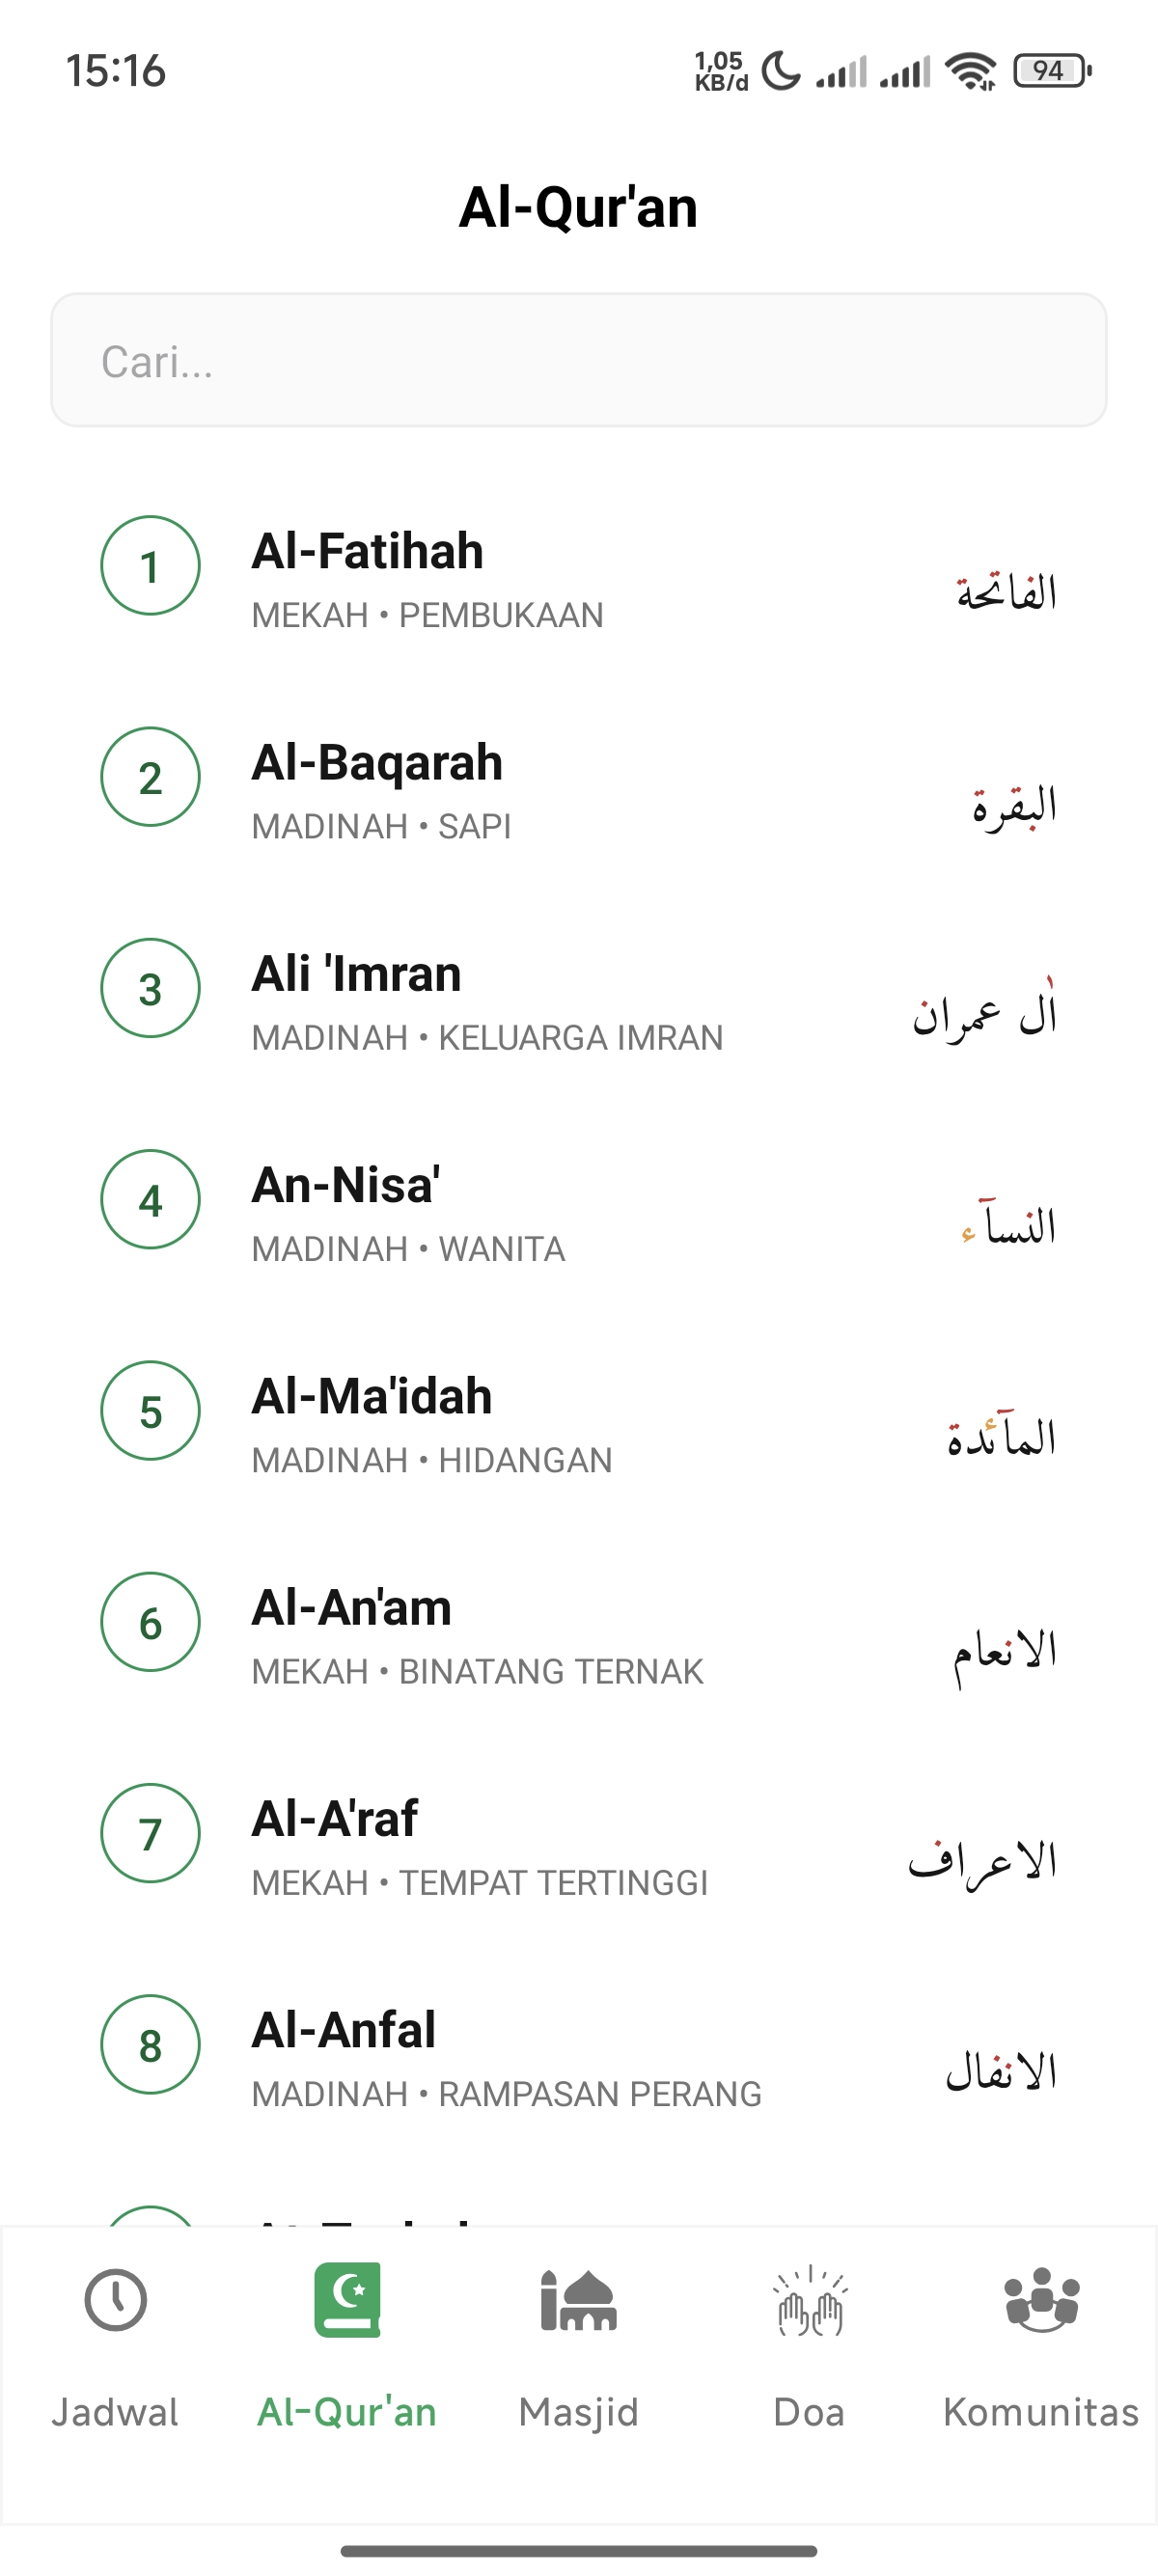 15:16
1,05
KB/d
94
Al-Qur'an
Cari...
1
Al-Fatihah
MEKAH • PEMBUKAAN
الفاتحة
2
Al-Baqarah
MADINAH • SAPI
البقرة
3
Ali 'Imran
MADINAH • KELUARGA IMRAN
اٰل عمران
4
An-Nisa'
MADINAH • WANITA
النساۤء
5
Al-Ma'idah
MADINAH • HIDANGAN
الماۤئدة
6
Al-An'am
MEKAH • BINATANG TERNAK
الانعام
7
Al-A'raf
MEKAH • TEMPAT TERTINGGI
الاعراف
8
Al-Anfal
MADINAH • RAMPASAN PERANG
الانفال
Jadwal
Al-Qur'an
Masjid
Doa
Komunitas